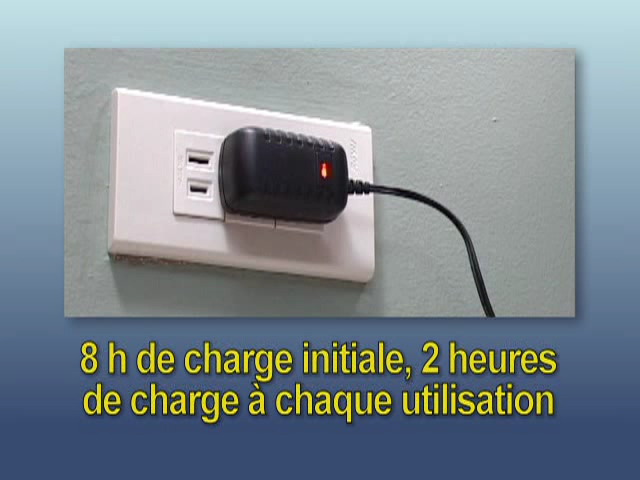 8 h de charge initiale, 2 heures
de charge à chaque utilisation